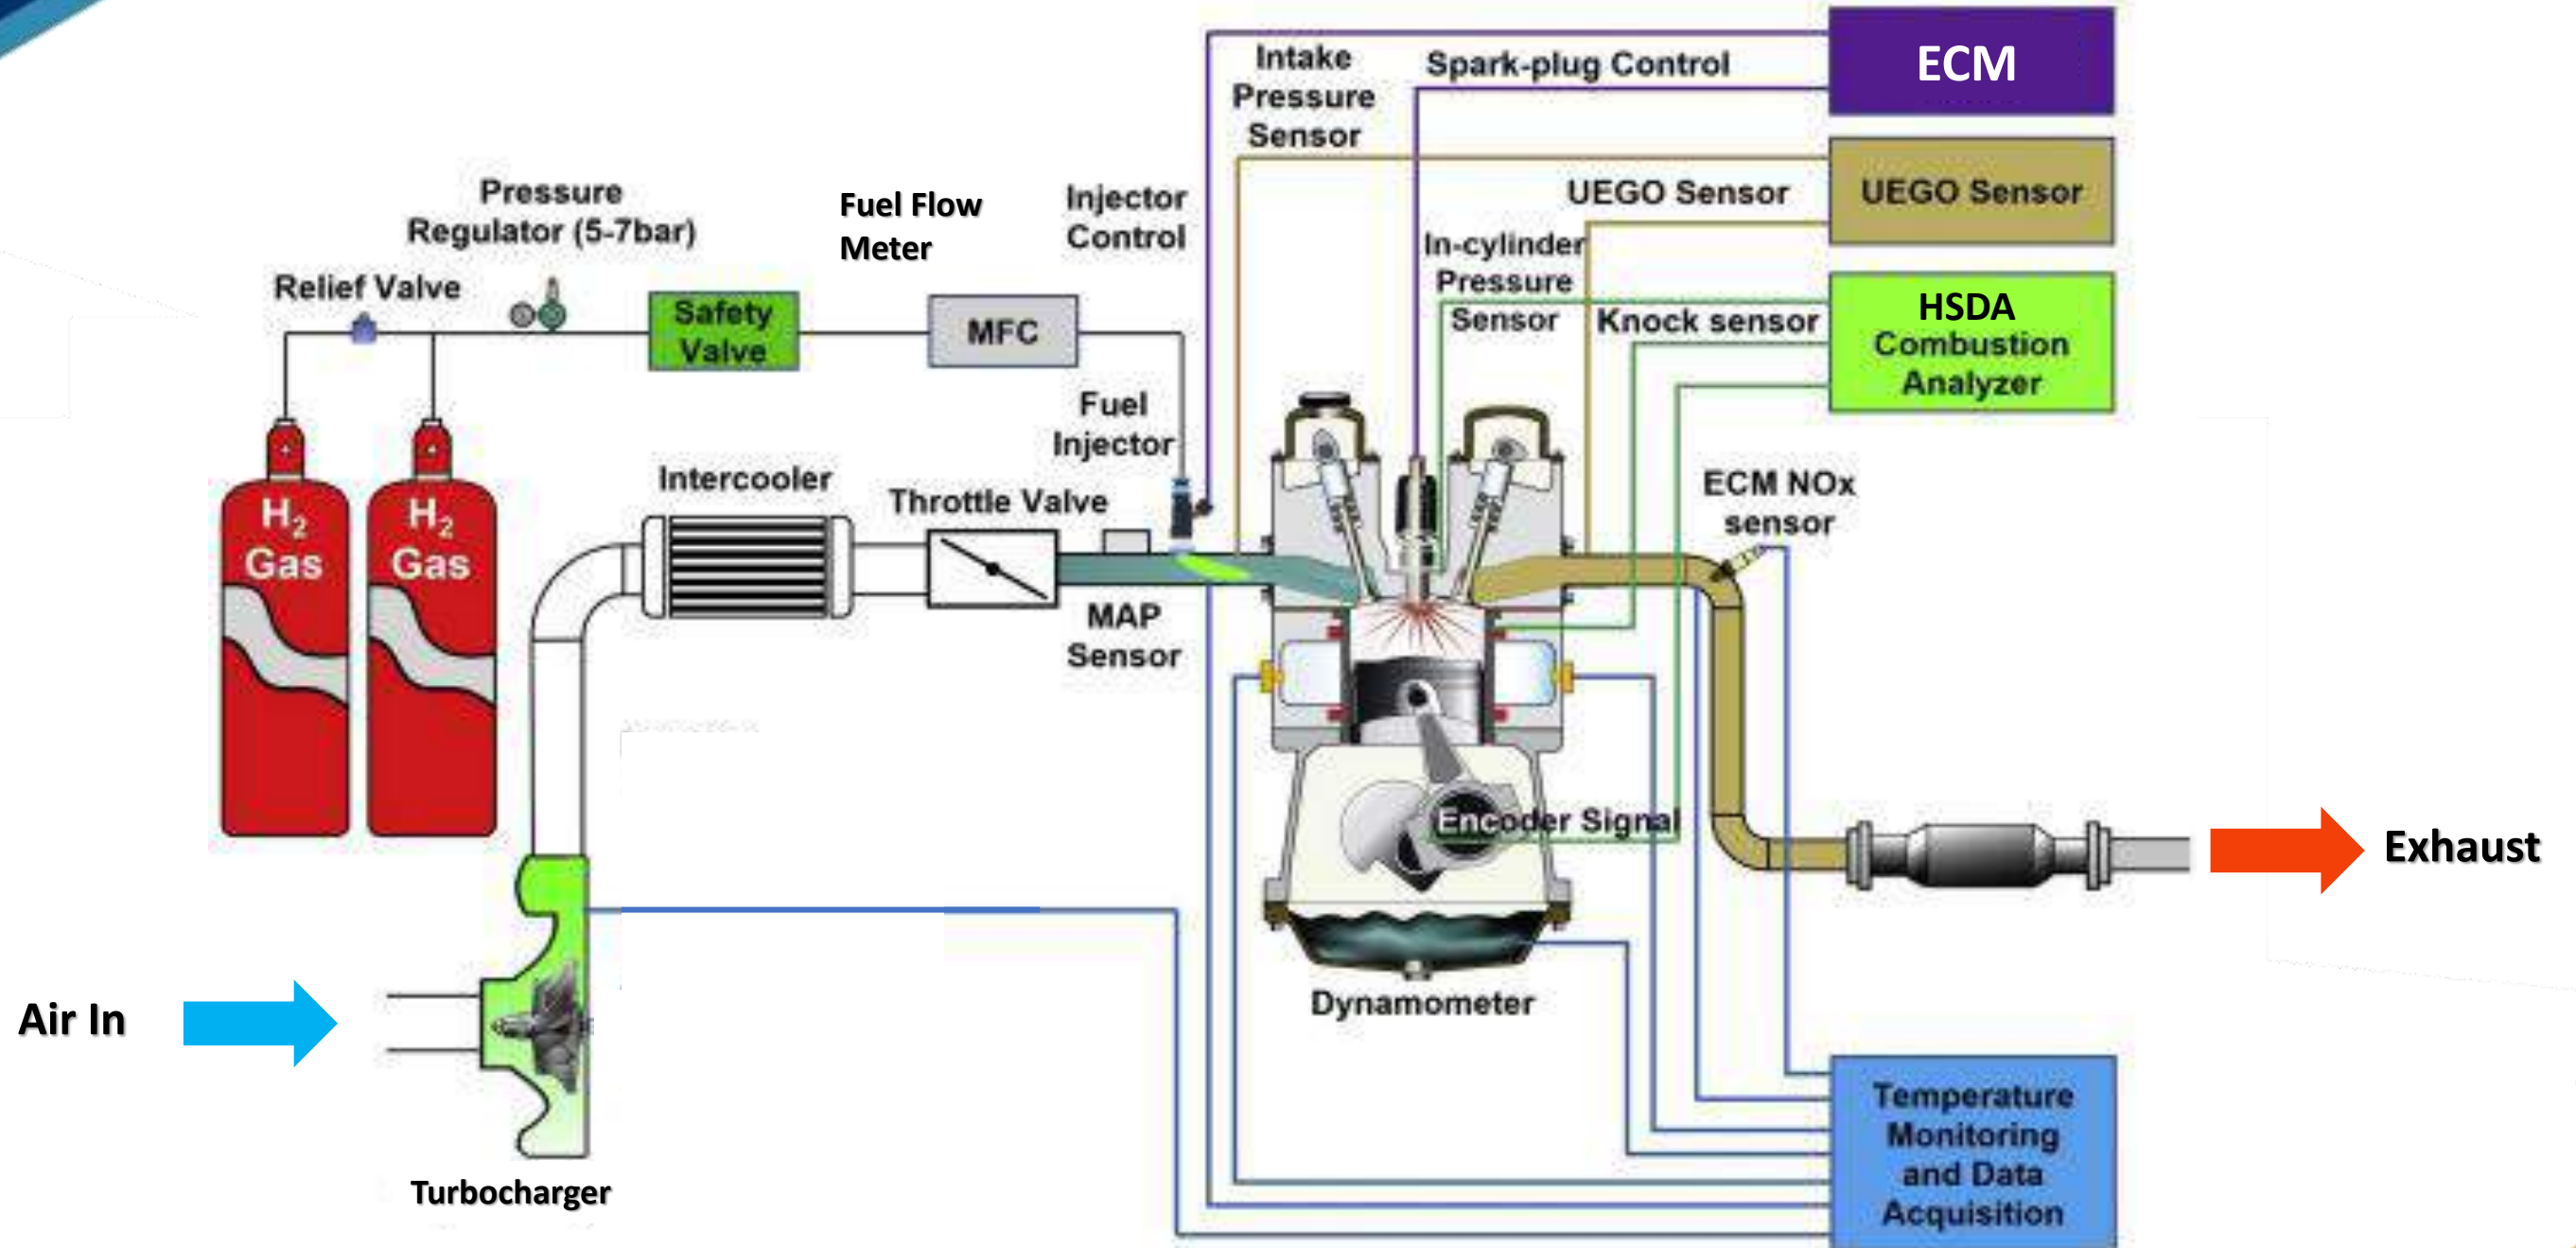 ECM
Intake
Pressure
Sensor
Spark-plug Control
UEGO Sensor
UEGO Sensor
Pressure
Regulator (5-7bar)
Fuel Flow
Meter
Injector
Control
In-cylinder
Pressure
Sensor
Knock sensor
HSDA
Combustion
Analyzer
Relief Valve
Safety
Valve
MFC
Fuel
Injector
Intercooler
Throttle Valve
ECM NOx
sensor
H2
Gas
H2
Gas
MAP
Sensor
Encoder Signal
Exhaust
Dynamometer
Air In
Turbocharger
Temperature
Monitoring
and Data
Acquisition